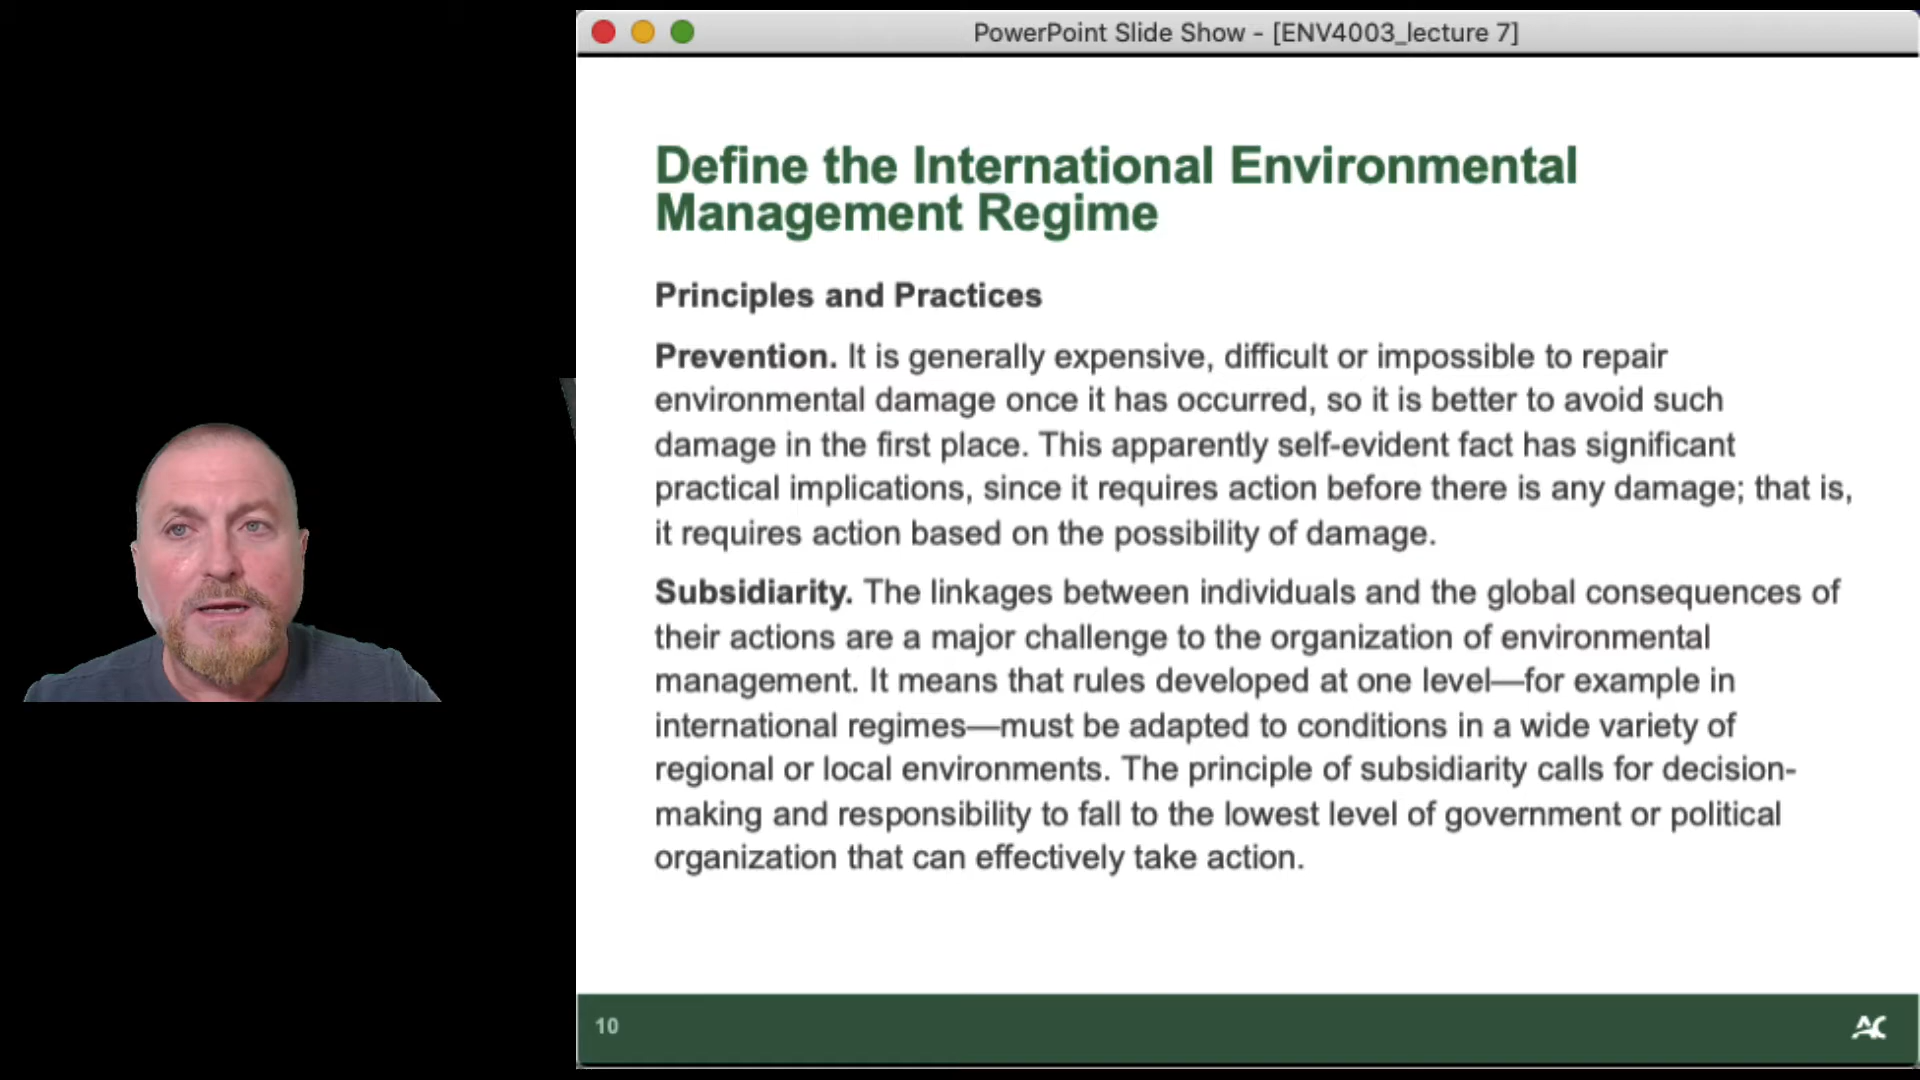 PowerPoint Slide Show - [ENV4003_lecture 7]
Define the International Environmental
Management Regime
Principles and Practices
Prevention. It is generally expensive, difficult or impossible to repair
environmental damage once it has occurred, so it is better to avoid such
damage in the first place. This apparently self-evident fact has significant
practical implications, since it requires action before there is any damage; that is,
it requires action based on the possibility of damage.
Subsidiarity. The linkages between individuals and the global consequences of
their actions are a major challenge to the organization of environmental
management. It means that rules developed at one level—for example in
international regimes—must be adapted to conditions in a wide variety of
regional or local environments. The principle of subsidiarity calls for decision-
making and responsibility to fall to the lowest level of government or political
organization that can effectively take action.
10
AC